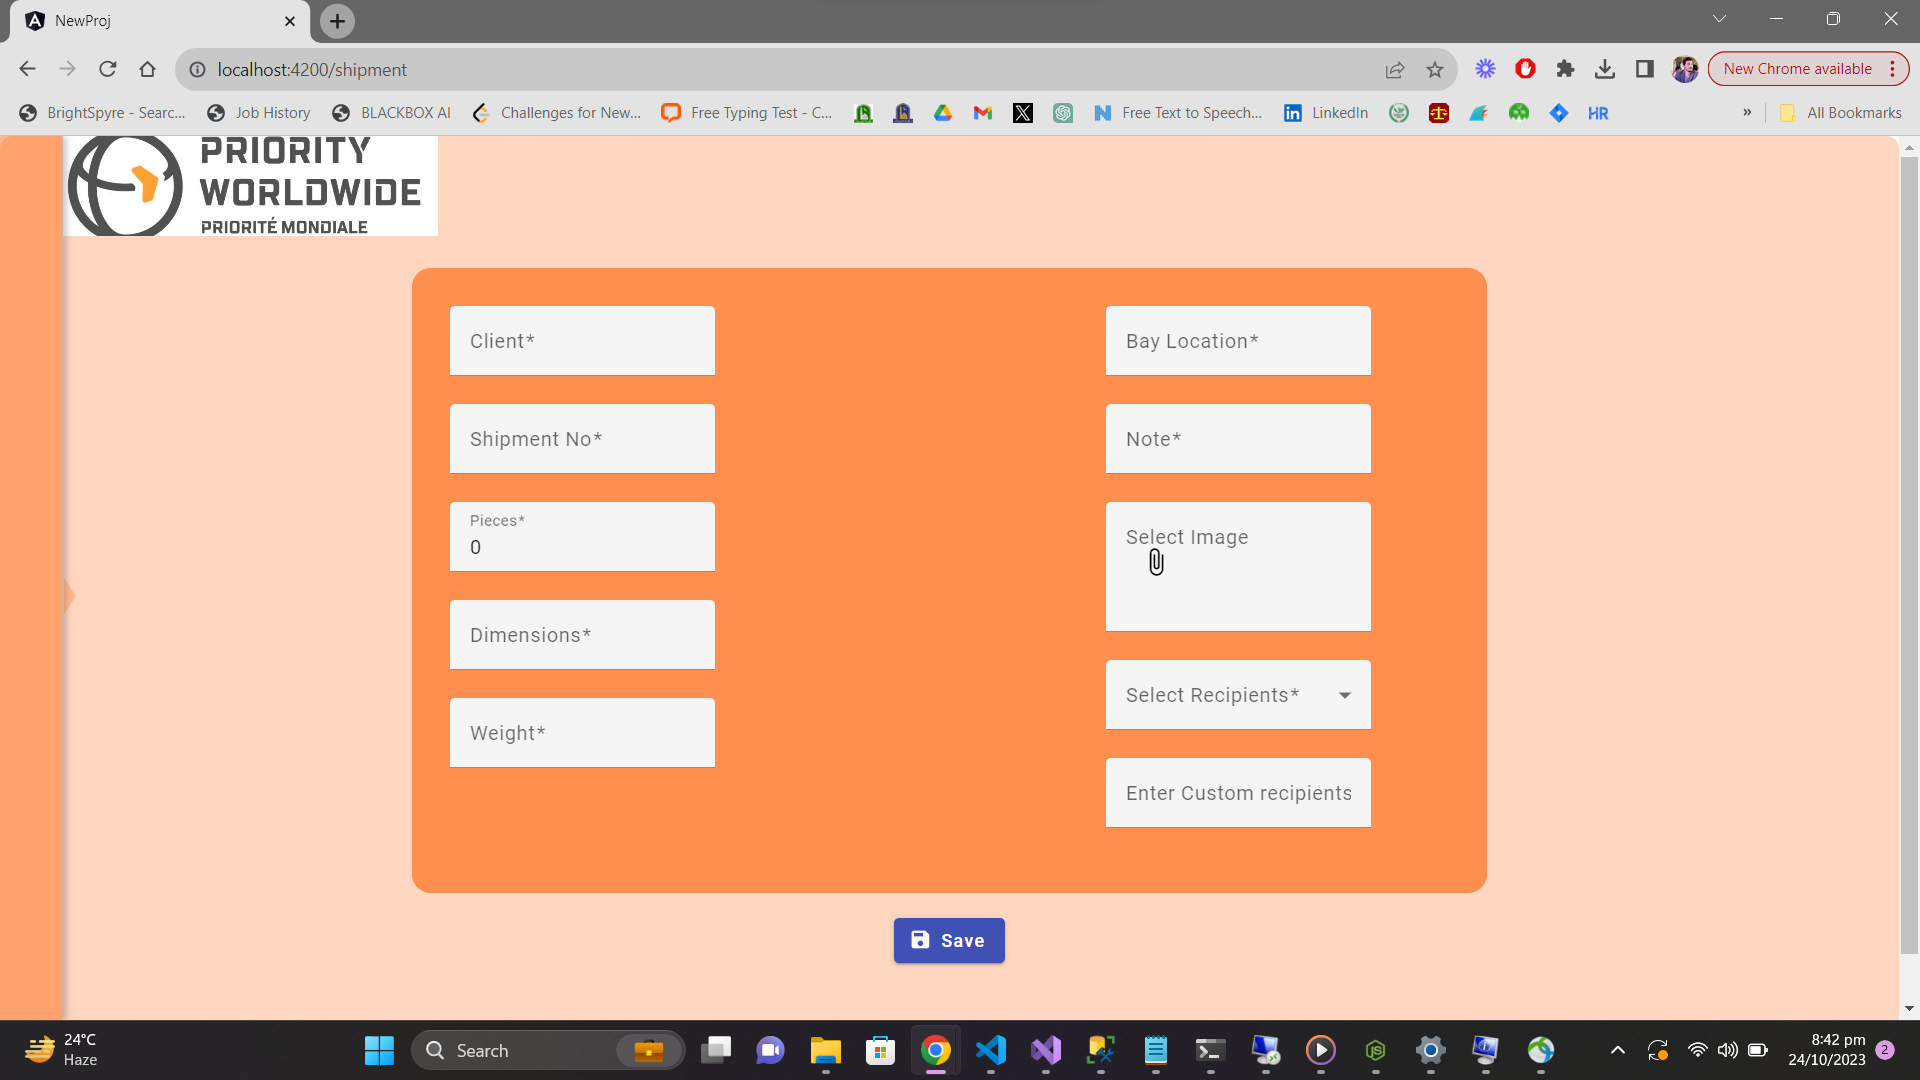 NewProj
localhost:4200/shipment
New Chrome available
BrightSpyre - Searc...
Job History
BLACKBOX AI
Challenges for New...
Free Typing Test - C...
Free Text to Speech...
LinkedIn
HR
»
All Bookmarks
PRIORITY
WORLDWIDE
PRIORITÉ MONDIALE
Client*
Shipment No*
Pieces*
0
Dimensions*
Weight*
Bay Location*
Note*
Select Image
Select Recipients*
Enter Custom recipients
Save
24°C
Haze
Search
8:42 pm
24/10/2023
2